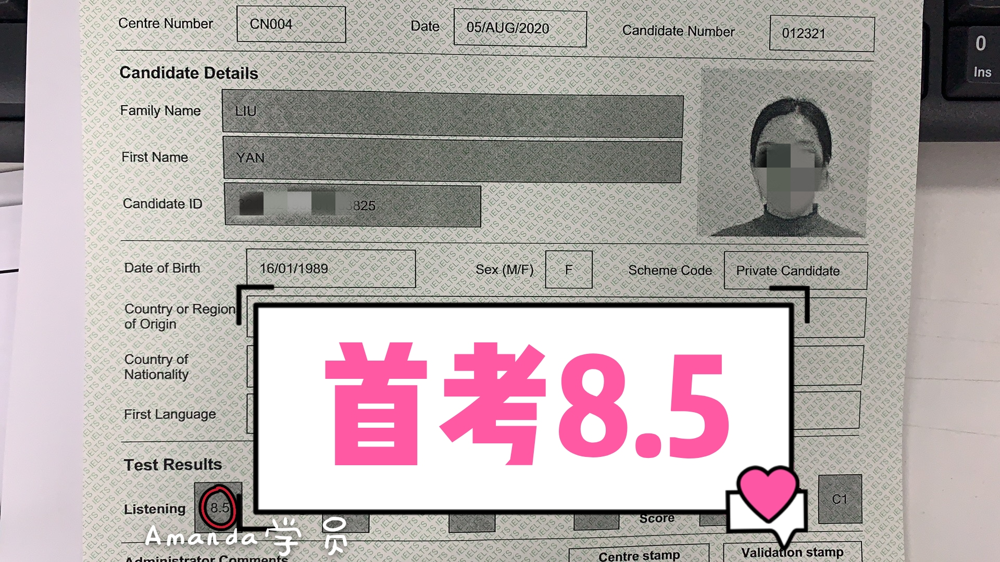 Centre Number CN004 Date 05/AUG/2020 Candidate Number 012321
0
Ins
Candidate Details
Family Name LIU
First Name YAN
Candidate ID 3825
Date of Birth 16/01/1989 Sex (M/F) F Scheme Code Private Candidate
Country or Region
of Origin
Country of
Nationality
First Language
首考8.5
Test Results
Listening 8.5 Score C1
Amanda学员
Administrator Comments Centre stamp Validation stamp